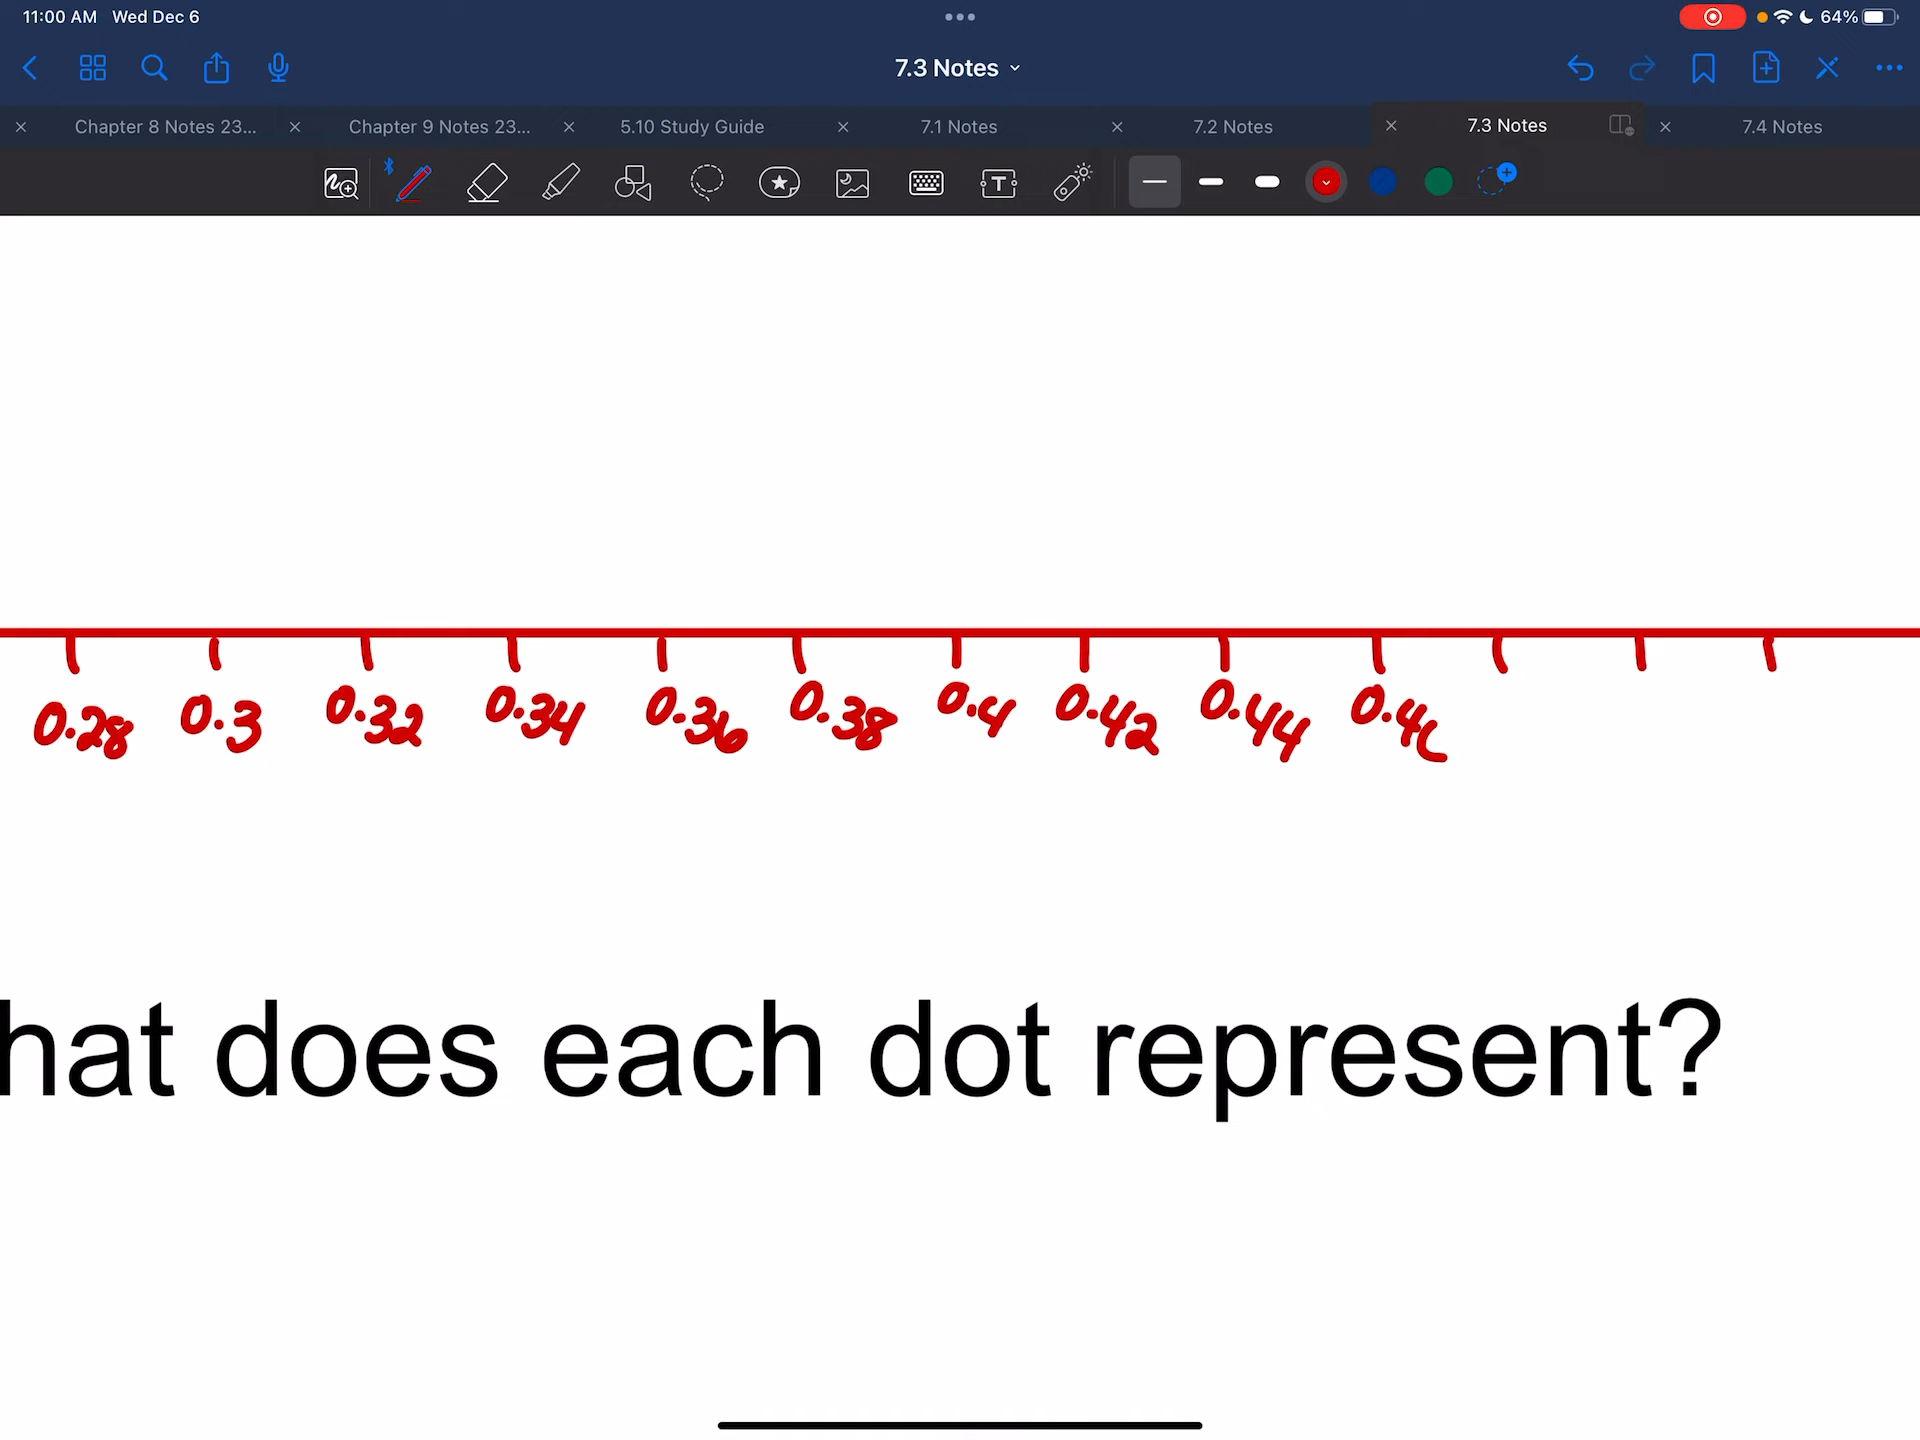 11:00 AM Wed Dec 6
64%
7.3 Notes
Chapter 8 Notes 23... Chapter 9 Notes 23... 5.10 Study Guide 7.1 Notes 7.2 Notes 7.3 Notes 7.4 Notes
T
0.28 0.3 0.32 0.34 0.36 0.38 0.4 0.42 0.44 0.4
hat does each dot represent?